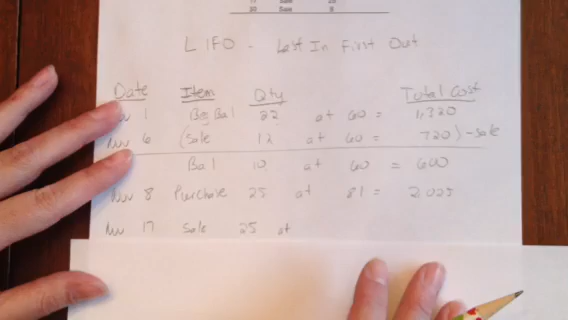 LIFO - Last In First Out
Date Item Qty Total Cost
Nov 1 Beg Bal 22 at 60 = 1,320
Nov 6 (Sale 12 at 60 = 720) - sale
Bal 10 at 60 = 600
Nov 8 Purchase 25 at 81 = 2025
Nov 17 Sale 25 at